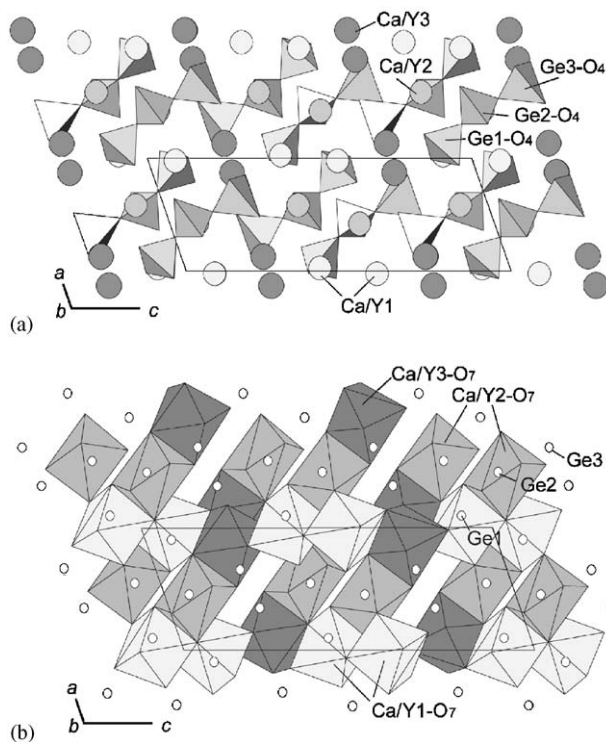 Ca/Y3
Ca/Y2
Ge3-O4
Ge2-O4
Ge1-O4
a
b
c
Ca/Y1
(a)
Ca/Y3-O7
Ca/Y2-O7
Ge3
Ge2
Ge1
a
b
c
Ca/Y1-O7
(b)